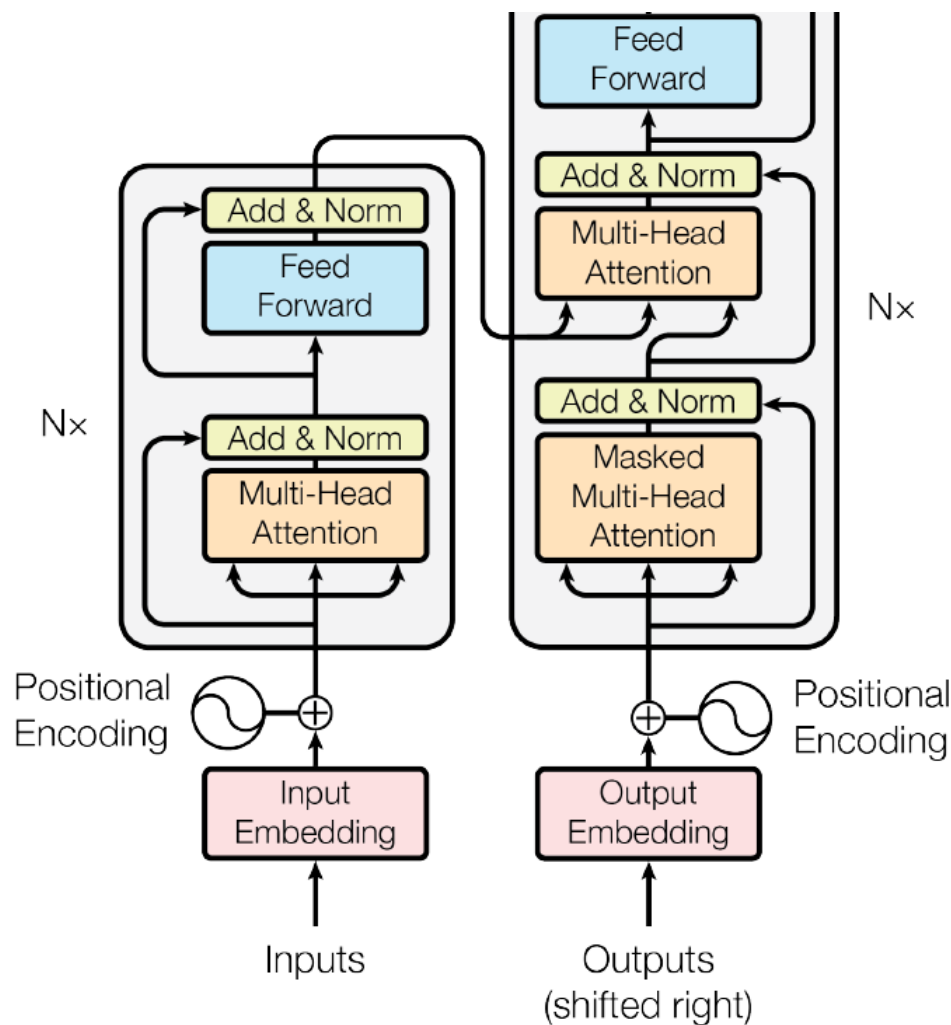 Feed
Forward
Add & Norm
Multi-Head
Attention
Nx
Add & Norm
Masked
Multi-Head
Attention
Add & Norm
Feed
Forward
Nx
Add & Norm
Multi-Head
Attention
Positional
Encoding
Positional
Encoding
Input
Embedding
Output
Embedding
Inputs
Outputs
(shifted right)